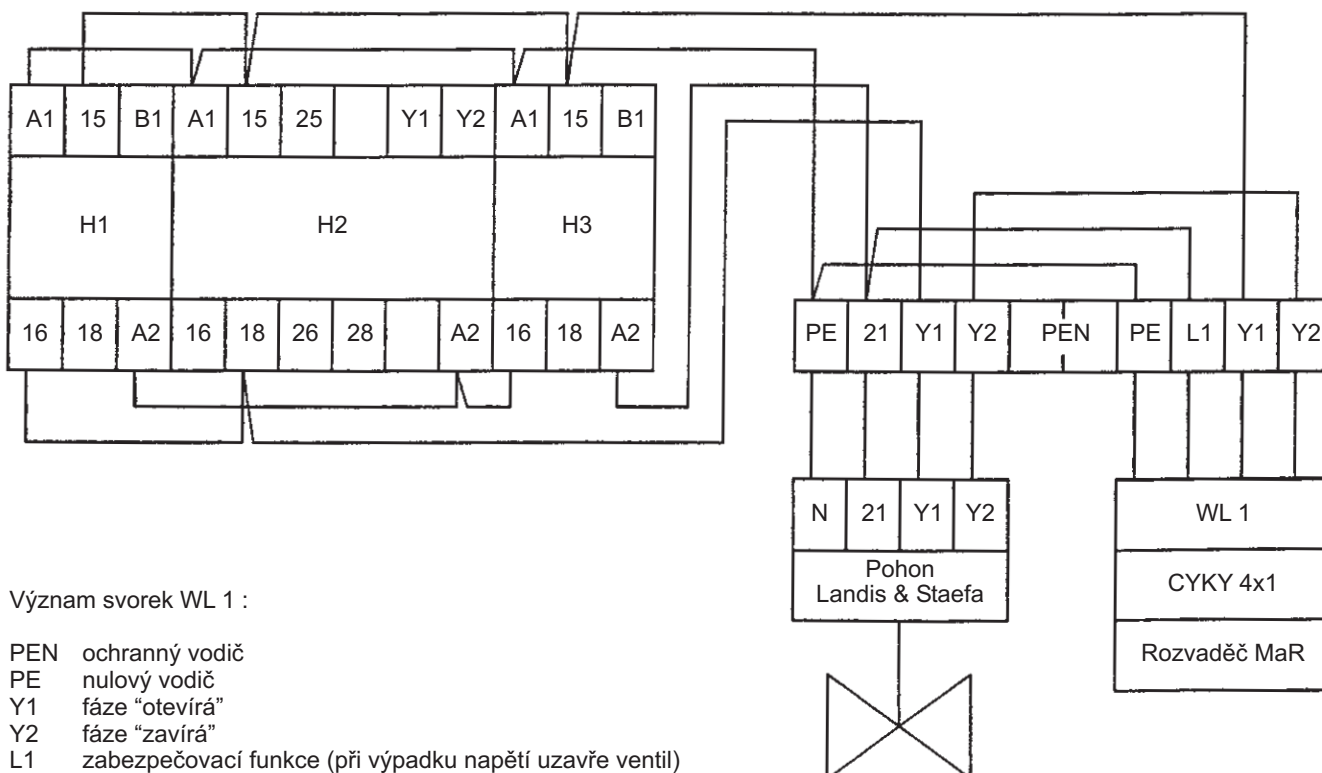 A1 15 B1 A1 15 25 Y1 Y2 A1 15 B1
H1 H2 H3
16 18 A2 16 18 26 28 A2 16 18 A2
PE 21 Y1 Y2 PEN PE L1 Y1 Y2
N 21 Y1 Y2
Pohon
Landis & Staefa
WL 1
CYKY 4x1
Rozvaděč MaR
Význam svorek WL 1 :
PEN ochranný vodič
PE nulový vodič
Y1 fáze “otevírá”
Y2 fáze “zavírá”
L1 zabezpečovací funkce (při výpadku napětí uzavře ventil)